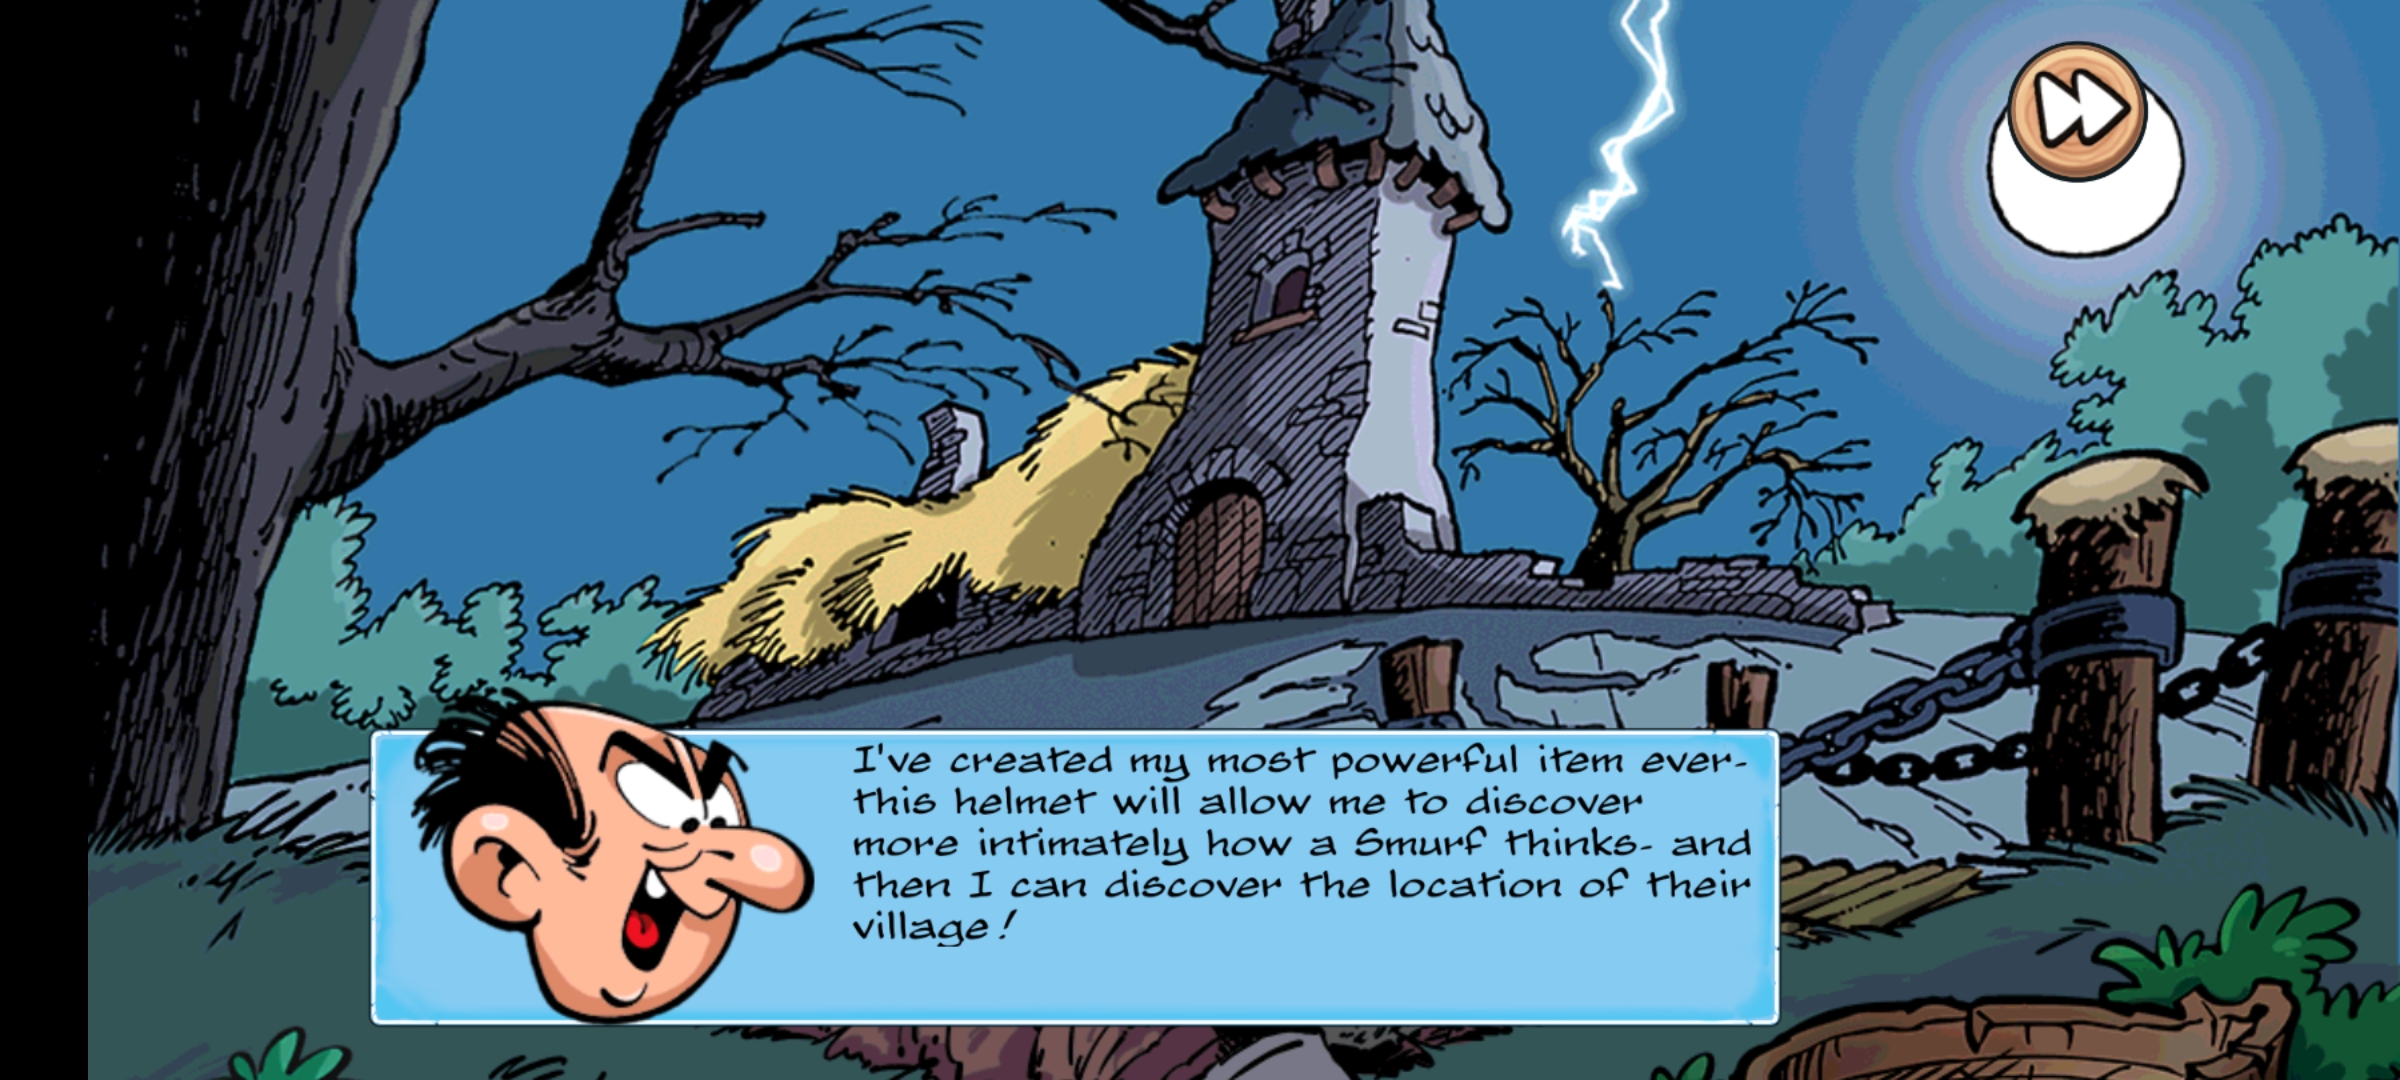 I've created my most powerful item ever-
this helmet will allow me to discover
more intimately how a Smurf thinks- and
then I can discover the location of their
village!